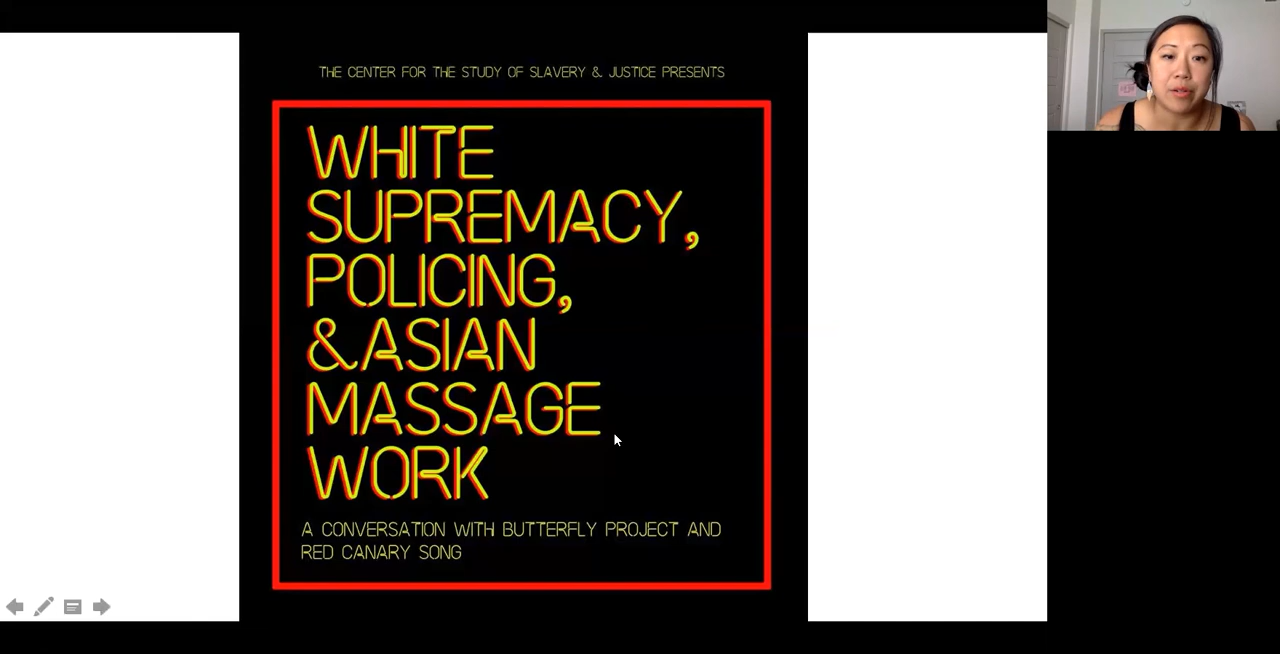 THE CENTER FOR THE STUDY OF SLAVERY & JUSTICE PRESENTS
WHITE
SUPREMACY,
POLICING,
& ASIAN
MASSAGE
WORK
A CONVERSATION WITH BUTTERFLY PROJECT AND
RED CANARY SONG